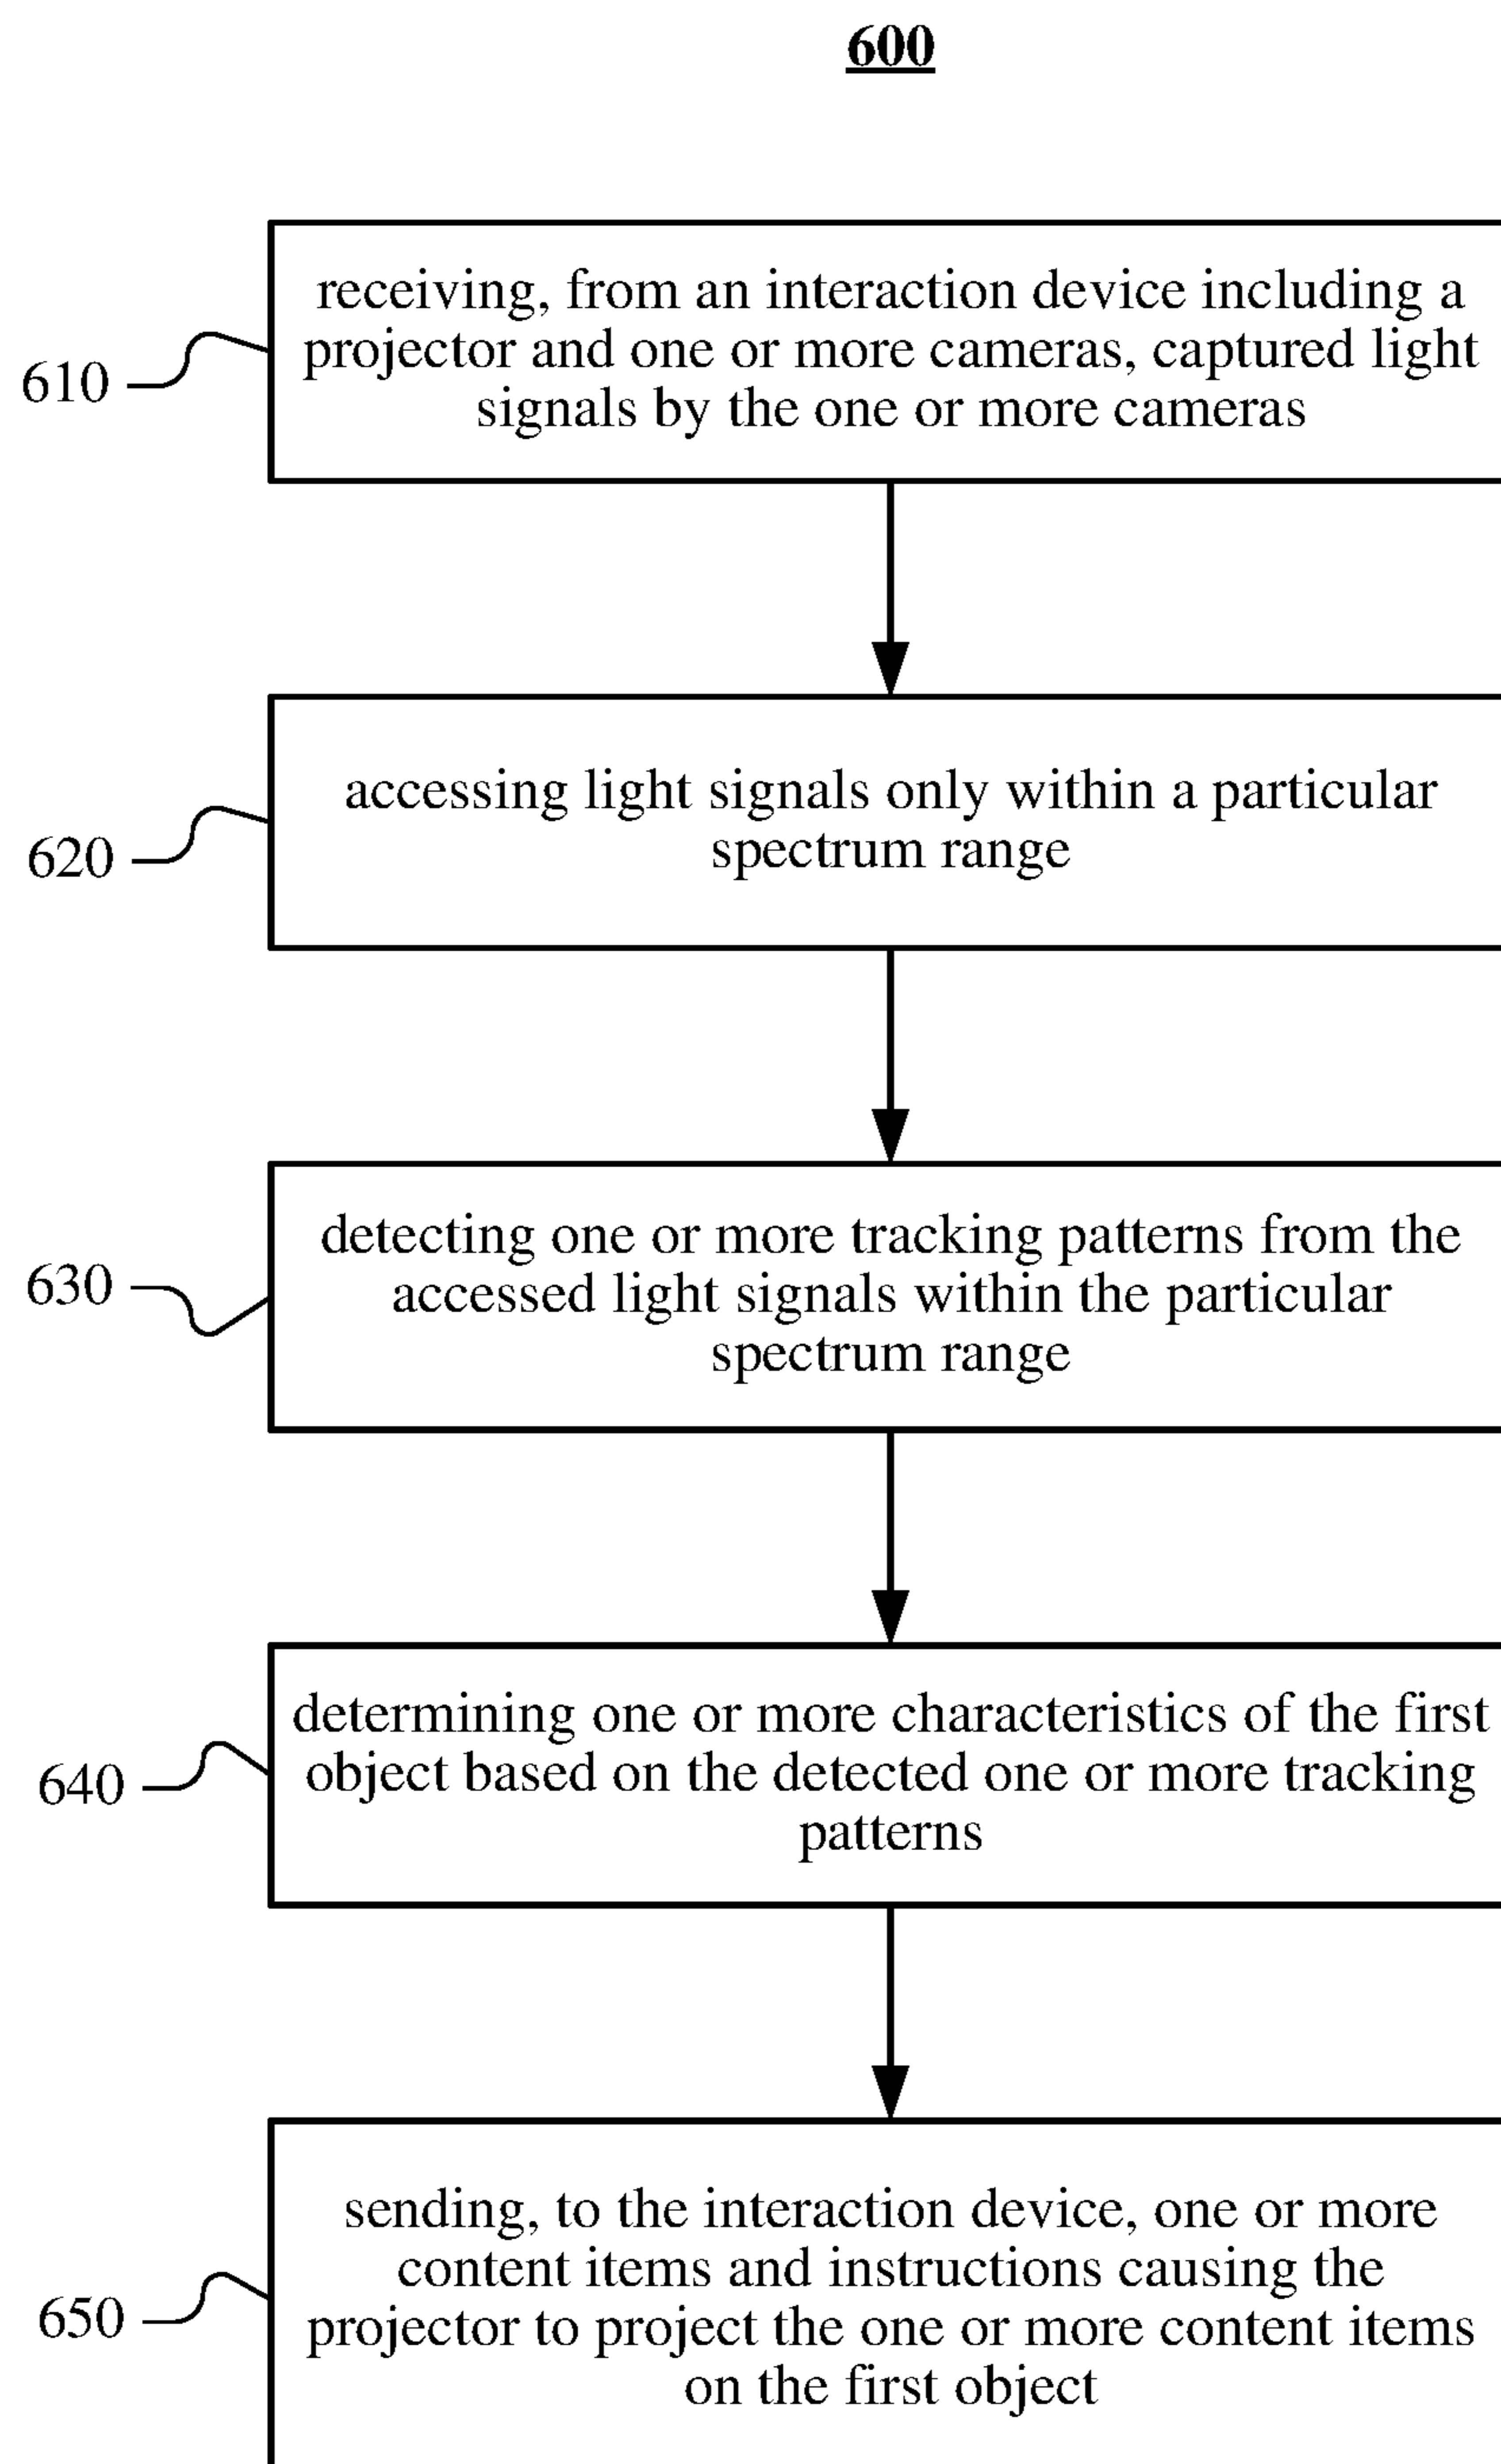 600
receiving, from an interaction device including a
projector and one or more cameras, captured light
signals by the one or more cameras
610
accessing light signals only within a particular
spectrum range
620
detecting one or more tracking patterns from the
accessed light signals within the particular
spectrum range
630
determining one or more characteristics of the first
object based on the detected one or more tracking
patterns
640
sending, to the interaction device, one or more
content items and instructions causing the
projector to project the one or more content items
on the first object
650